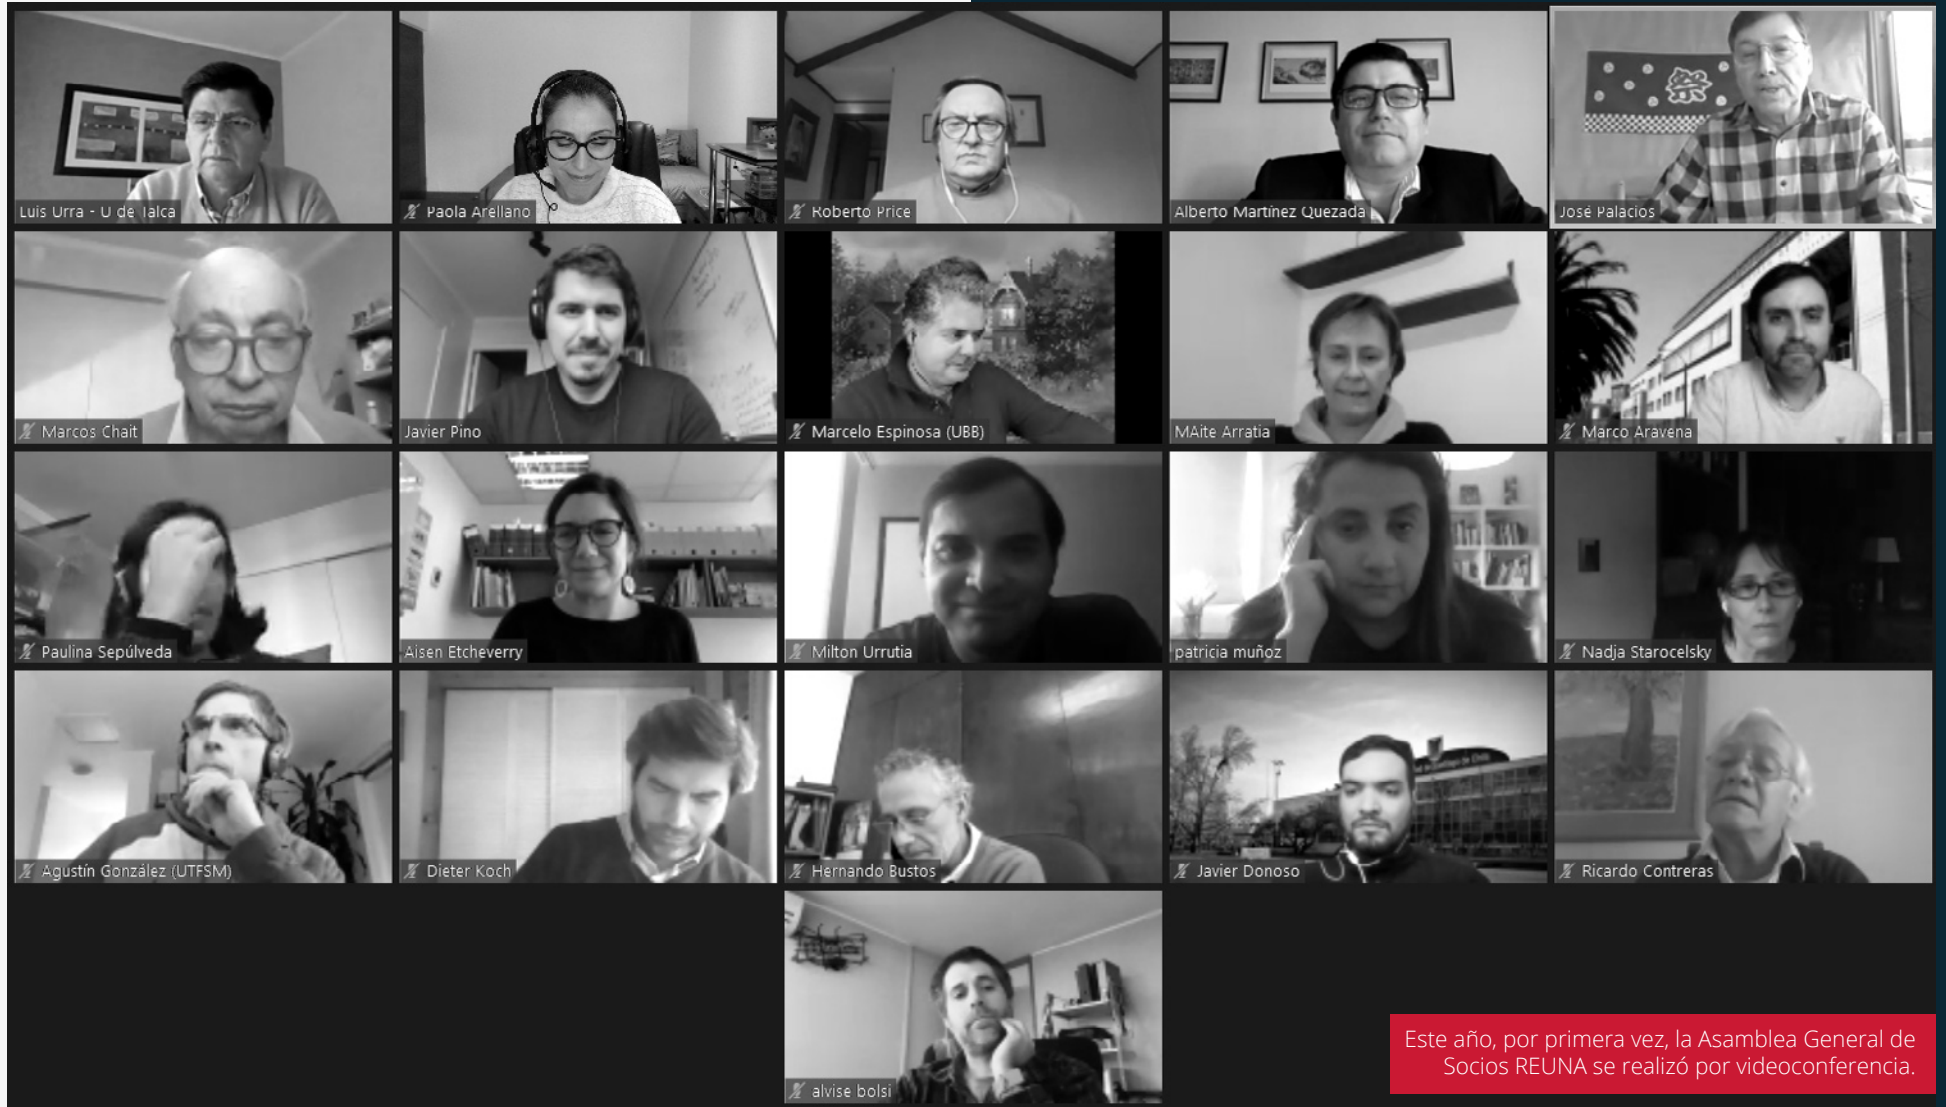 Luis Urra - U de Talca
Paola Arellano
Roberto Price
Alberto Martínez Quezada
José Palacios
Marcos Chait
Javier Pino
Marcelo Espinosa (UBB)
MAite Arratia
Marco Aravena
Paulina Sepúlveda
Aisen Etcheverry
Milton Urrutia
patricia muñoz
Nadja Starocelsky
Agustín González (UTFSM)
Dieter Koch
Hernando Bustos
Javier Donoso
Ricardo Contreras
alvise bolsi
Este año, por primera vez, la Asamblea General de
Socios REUNA se realizó por videoconferencia.